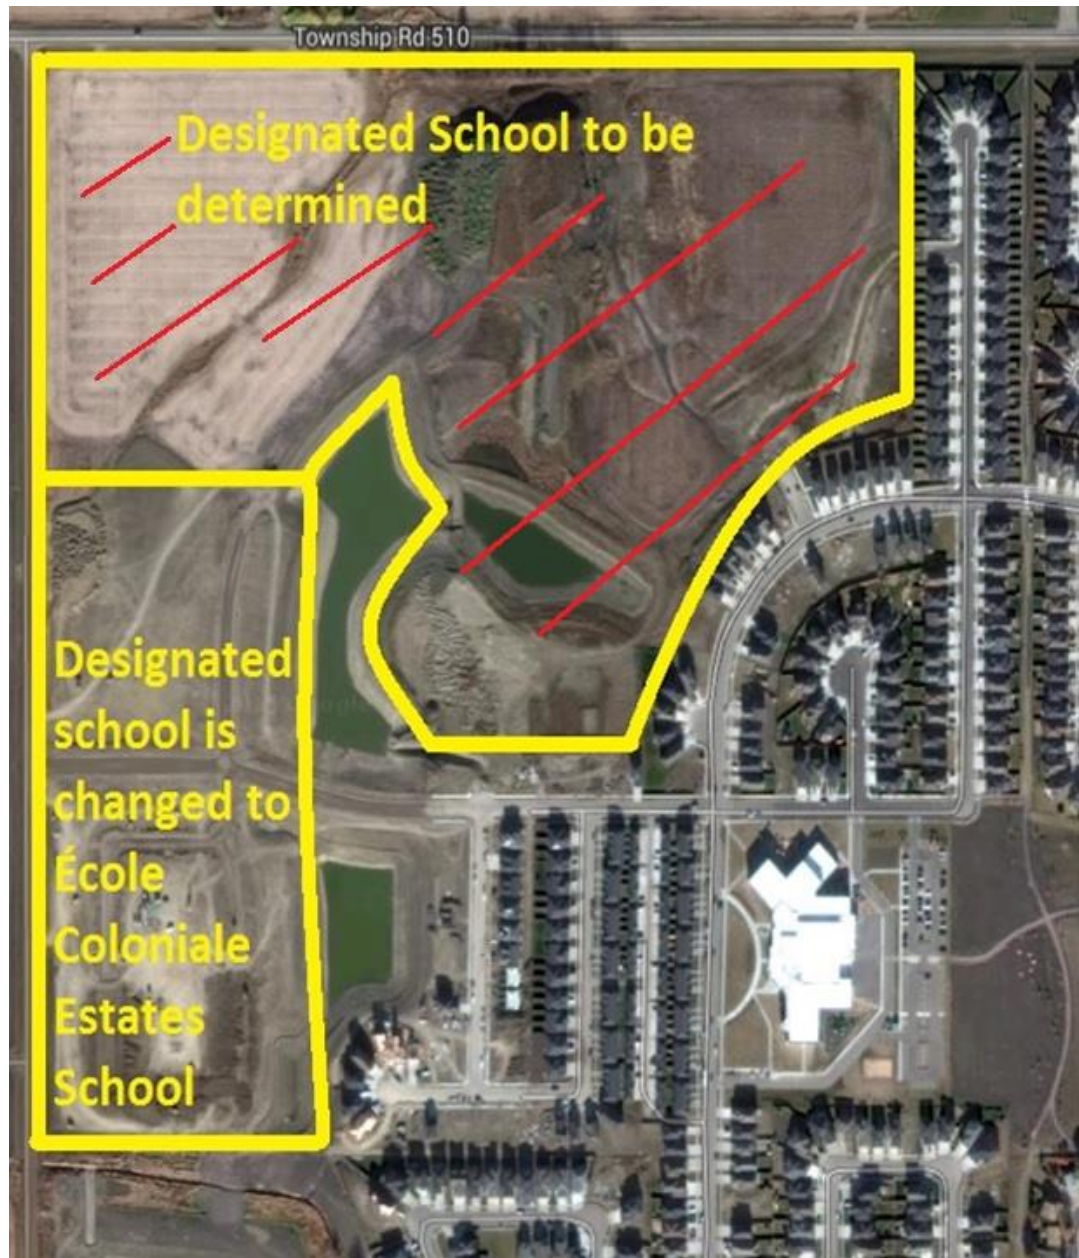 Township Rd 510
Designated School to be
determined
Designated
school is
changed to
École
Coloniale
Estates
School